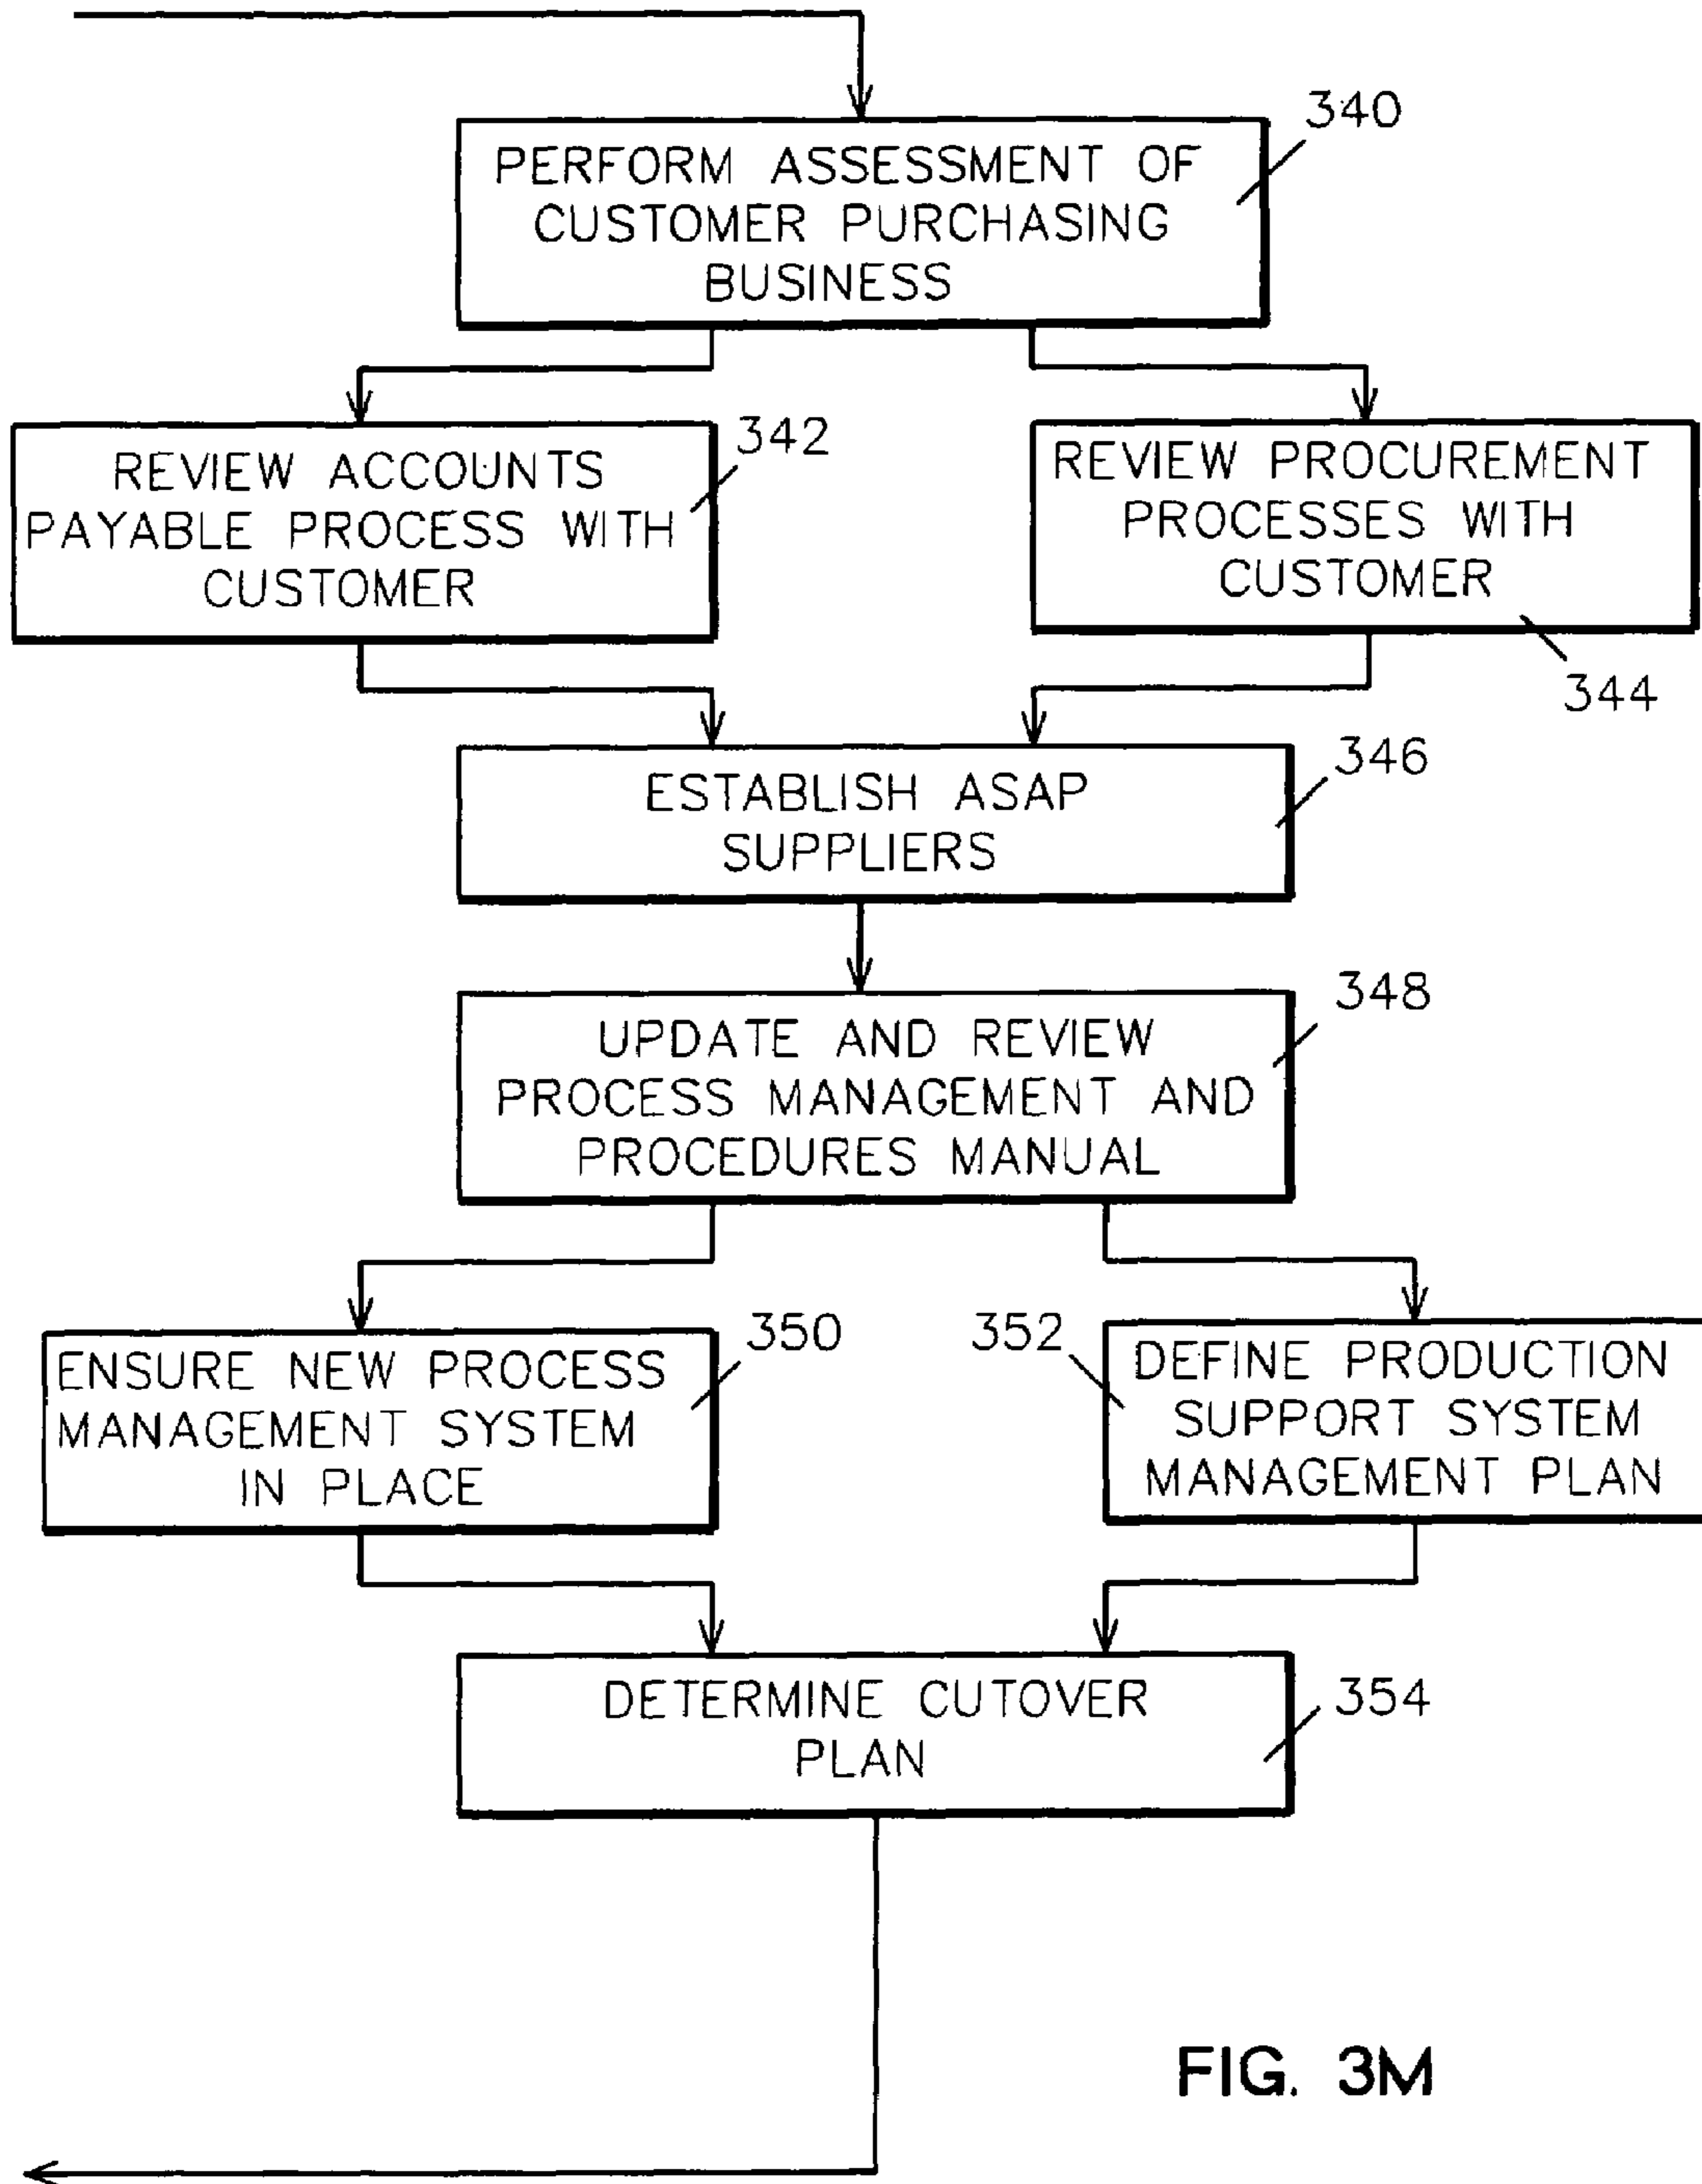 340
PERFORM ASSESSMENT OF
CUSTOMER PURCHASING
BUSINESS
342
REVIEW ACCOUNTS
PAYABLE PROCESS WITH
CUSTOMER
REVIEW PROCUREMENT
PROCESSES WITH
CUSTOMER
344
346
ESTABLISH ASAP
SUPPLIERS
348
UPDATE AND REVIEW
PROCESS MANAGEMENT AND
PROCEDURES MANUAL
350
ENSURE NEW PROCESS
MANAGEMENT SYSTEM
IN PLACE
352
DEFINE PRODUCTION
SUPPORT SYSTEM
MANAGEMENT PLAN
354
DETERMINE CUTOVER
PLAN
FIG. 3M